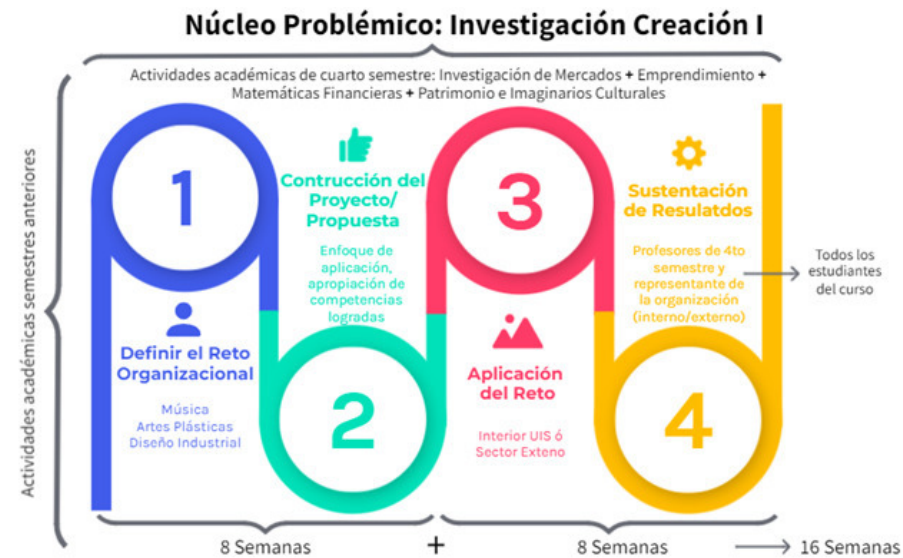 Núcleo Problémico: Investigación Creación I
Actividades académicas de cuarto semestre: Investigación de Mercados + Emprendimiento +
Matemáticas Financieras + Patrimonio e Imaginarios Culturales
Actividades académicas semestres anteriores
1
Definir el Reto
Organizacional
Música
Artes Plásticas
Diseño Industrial
Contrucción del
Proyecto/
Propuesta
Enfoque de
aplicación,
apropiación de
competencias
logradas
2
3
Aplicación
del Reto
Interior UIS ó
Sector Exteno
Sustentación
de Resulatdos
Profesores de 4to
semestre y
representante de
la organización
(interno/externo)
4
Todos los
estudiantes
del curso
8 Semanas
+
8 Semanas
16 Semanas